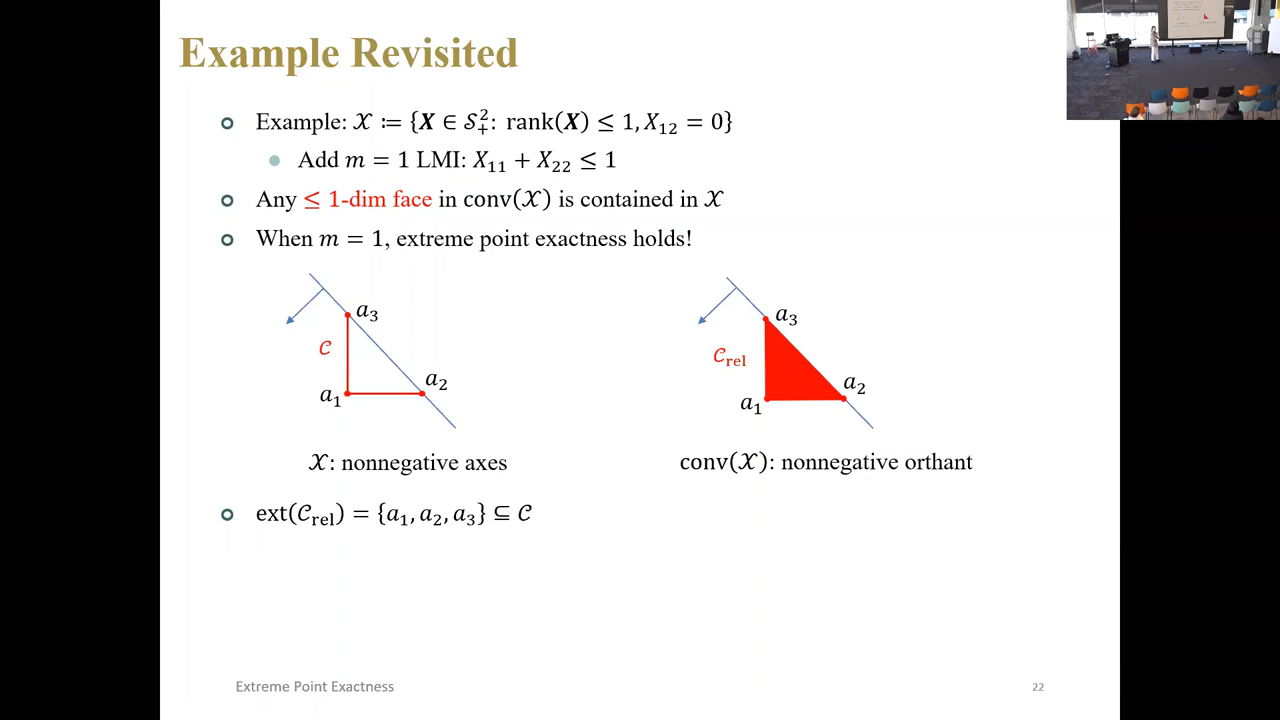 Example Revisited
Example: 𝒳 := {X ∈ 𝒮₊²: rank(X) ≤ 1, X₁₂ = 0}
Add m = 1 LMI: X₁₁ + X₂₂ ≤ 1
Any ≤ 1-dim face in conv(𝒳) is contained in 𝒳
When m = 1, extreme point exactness holds!
a₃
𝒞
a₂
a₁
𝒳: nonnegative axes
a₃
𝒞rel
a₂
a₁
conv(𝒳): nonnegative orthant
ext(𝒞rel) = {a₁, a₂, a₃} ⊆ 𝒞
Extreme Point Exactness
22